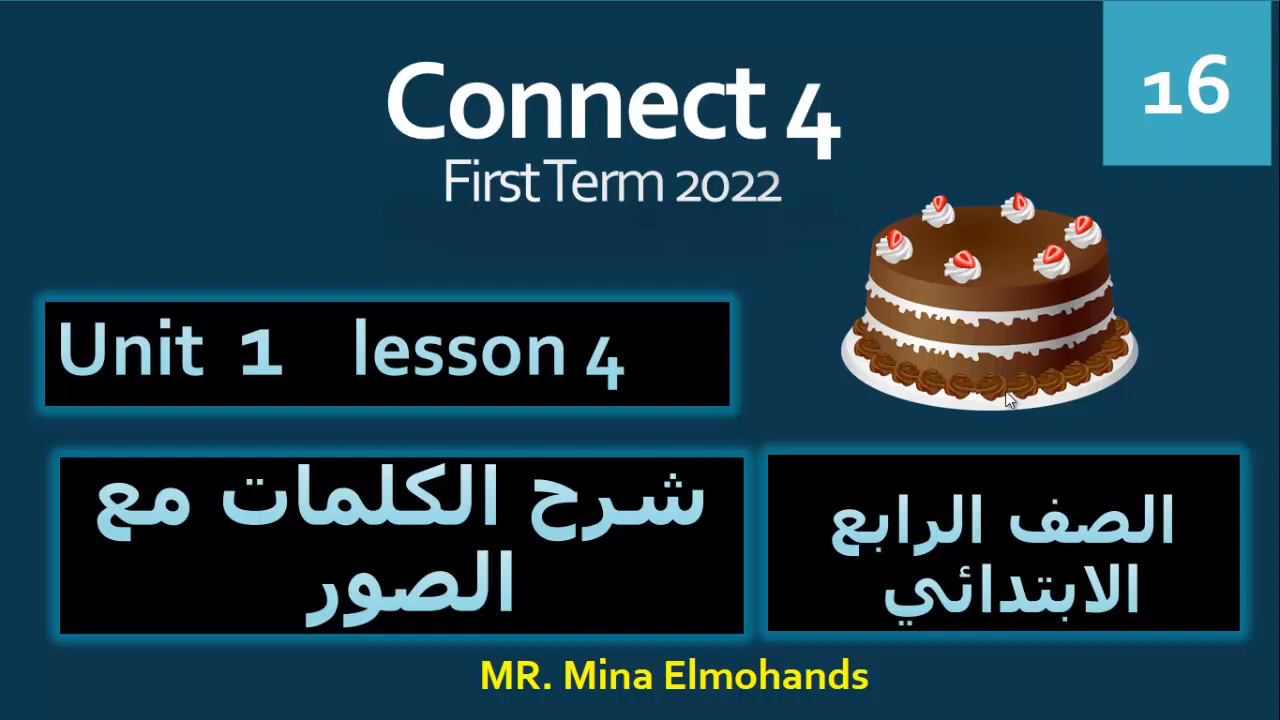 16
Connect 4
First Term 2022
Unit 1 lesson 4
شرح الكلمات مع
الصور
الصف الرابع
الابتدائي
MR. Mina Elmohands